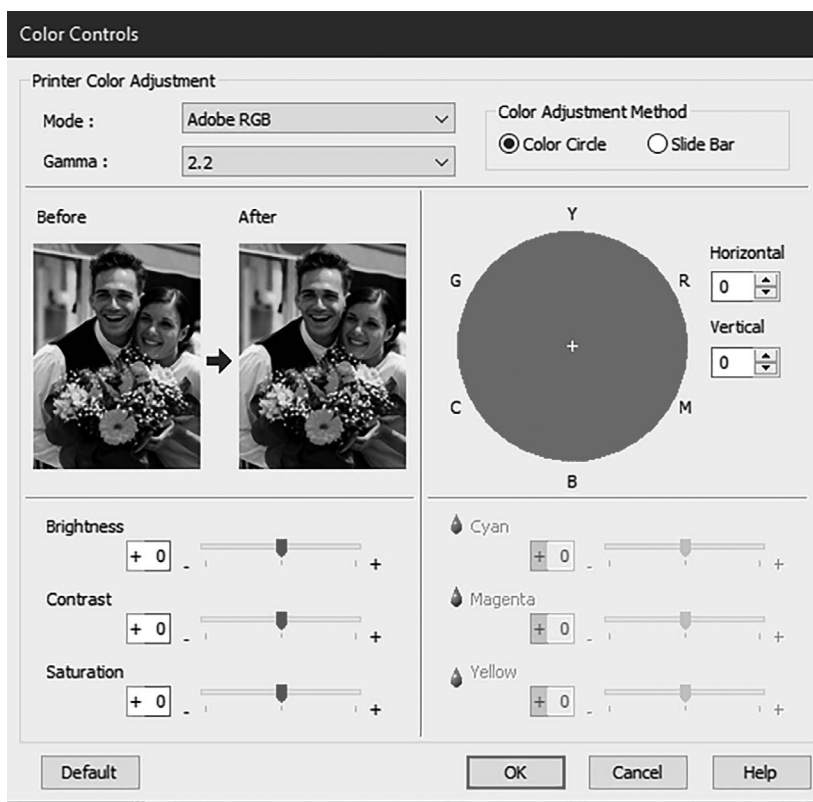 Color Controls
Printer Color Adjustment
Mode : Adobe RGB
Gamma : 2.2
Color Adjustment Method
Color Circle Slide Bar
Before After
Y
G R
C M
B
Horizontal
0
Vertical
0
Brightness
+ 0 - +
Contrast
+ 0 - +
Saturation
+ 0 - +
Cyan
+ 0 - +
Magenta
+ 0 - +
Yellow
+ 0 - +
Default OK Cancel Help